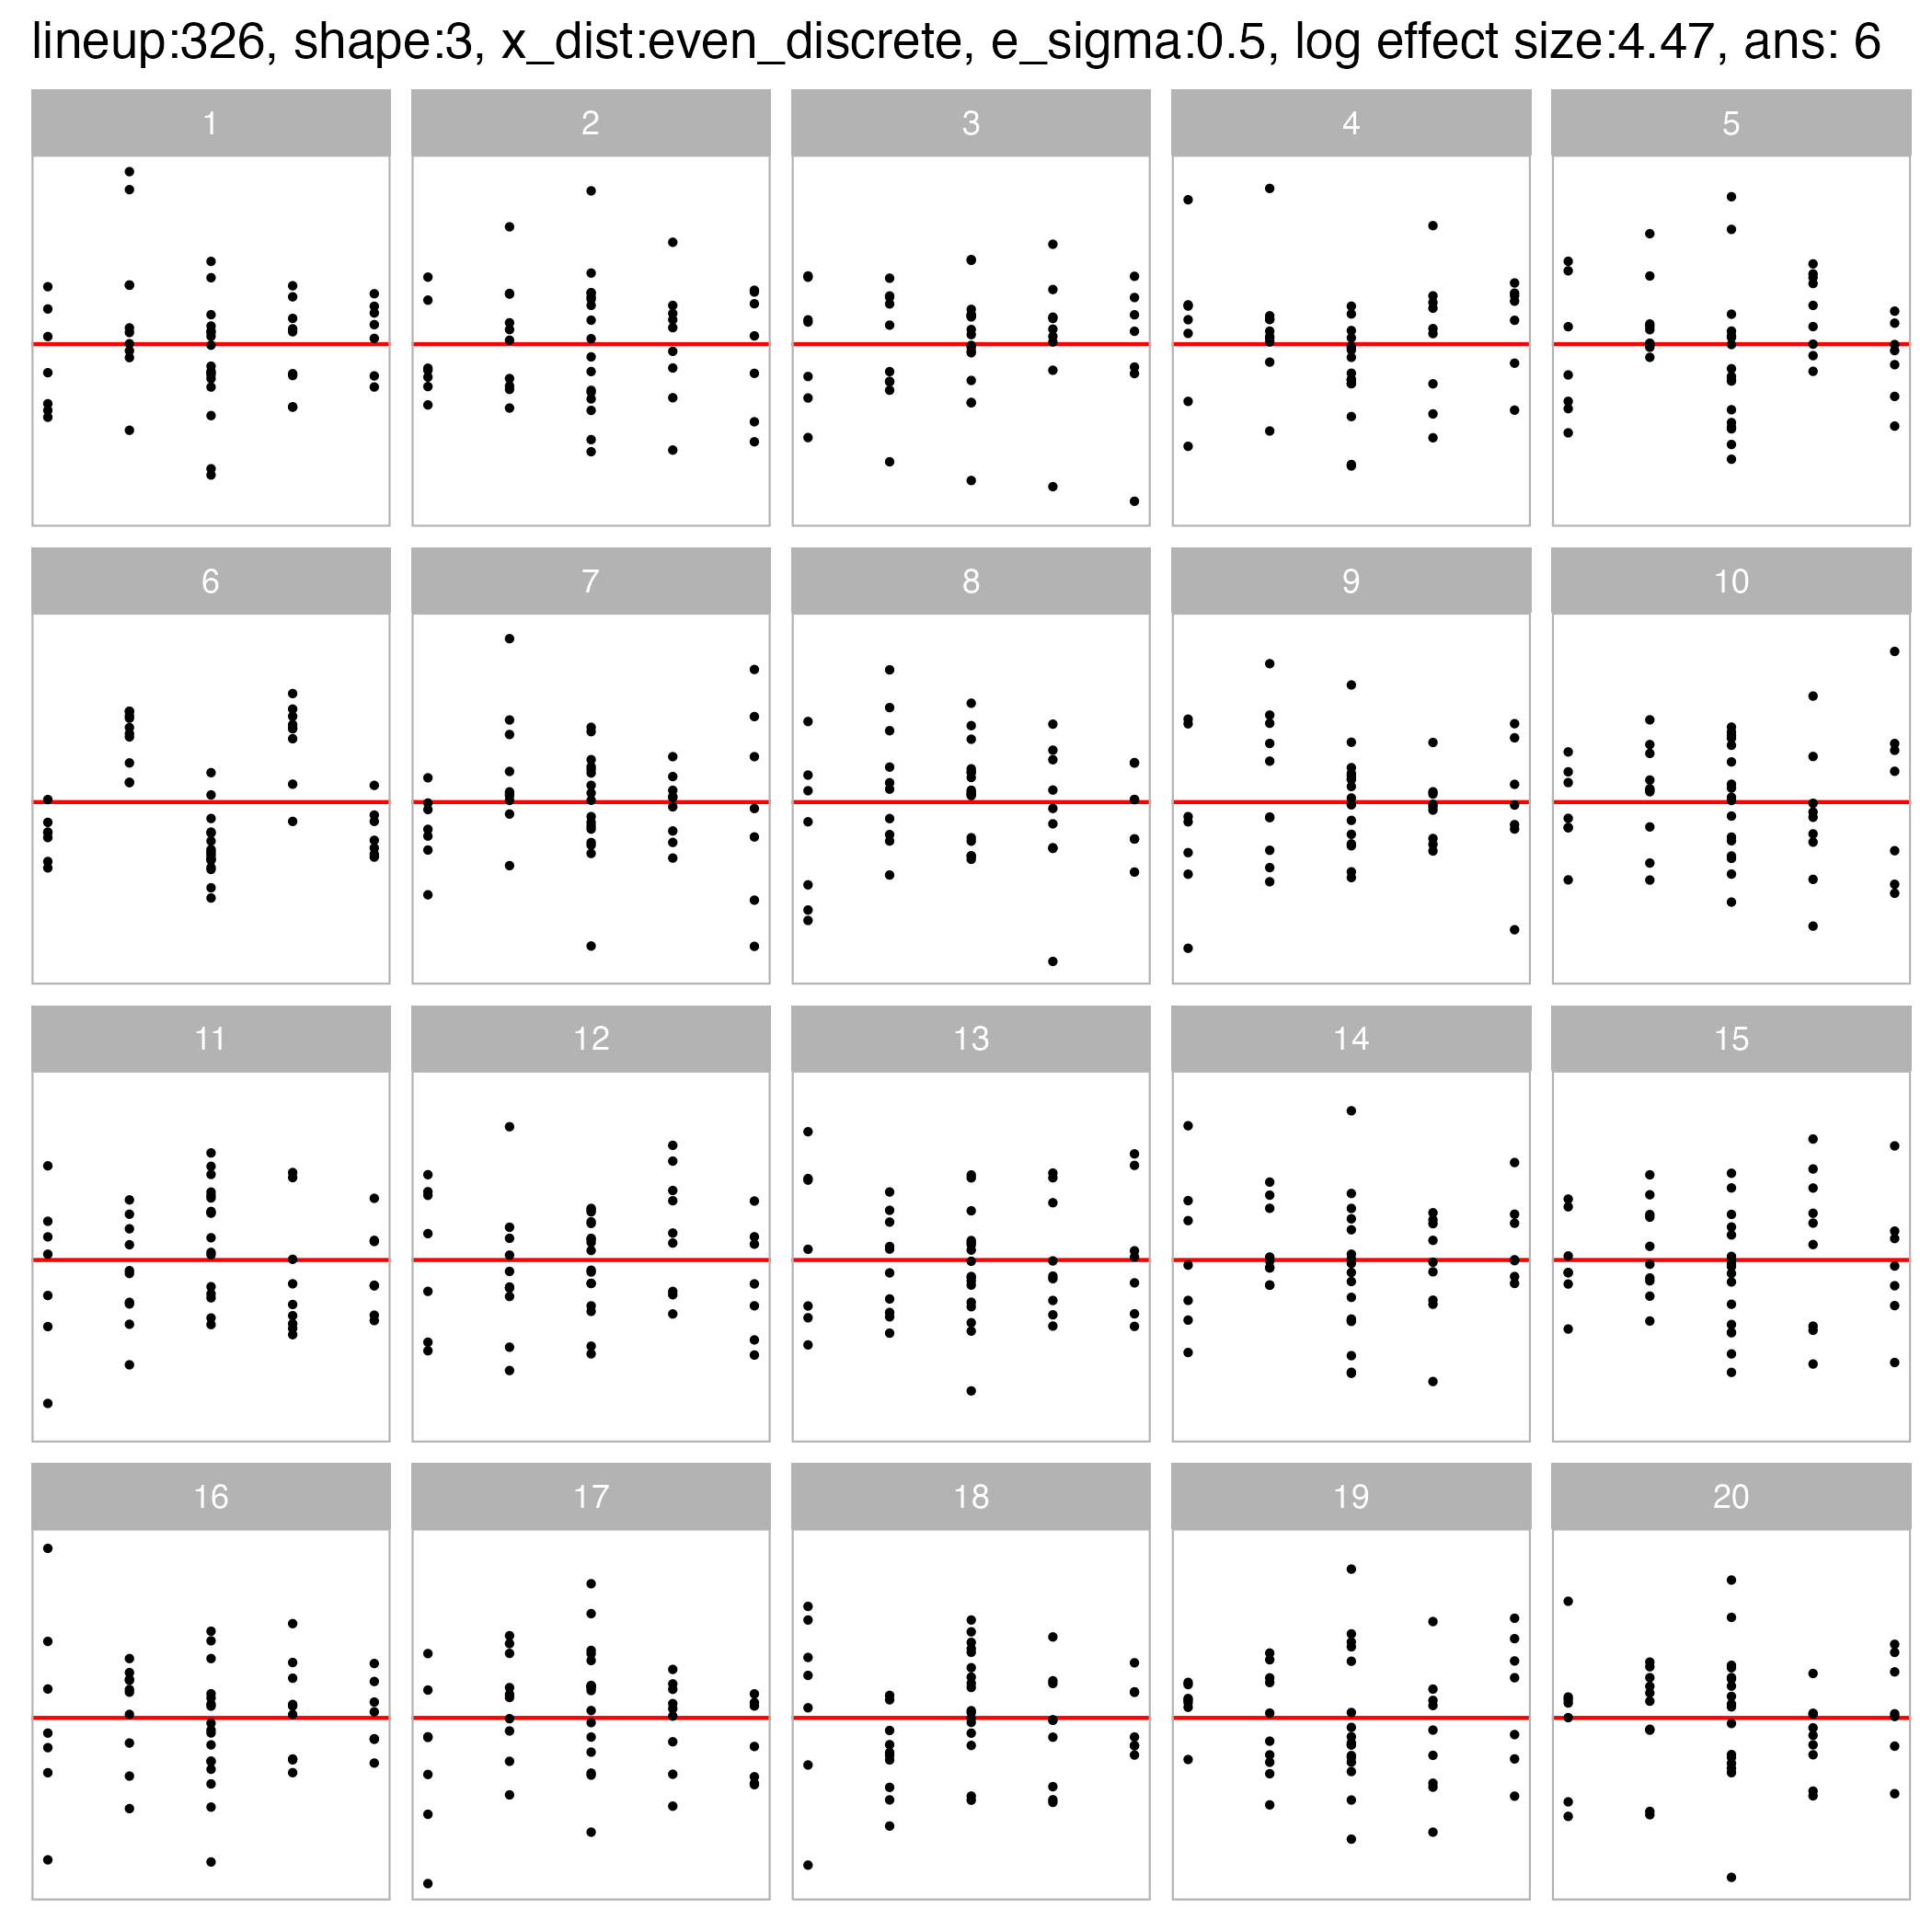 lineup:326, shape:3, x_dist:even_discrete, e_sigma:0.5, log effect size:4.47, ans: 6
1 2 3 4 5
6 7 8 9 10
11 12 13 14 15
16 17 18 19 20